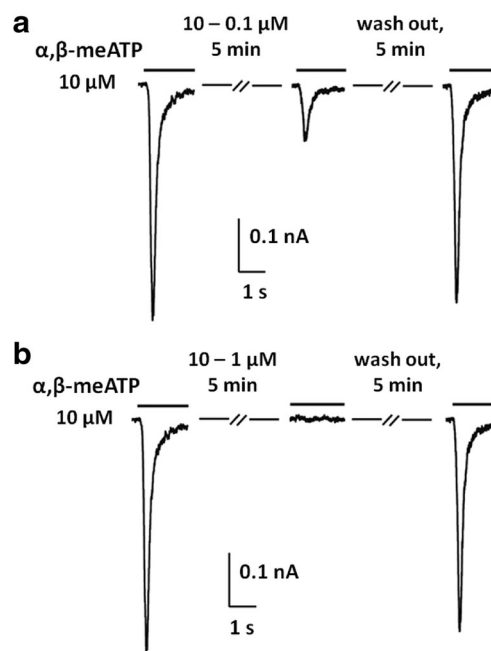 a
10 – 0.1 μM wash out,
α,β-meATP 5 min 5 min
10 μM
0.1 nA
1 s
b
10 – 1 μM wash out,
α,β-meATP 5 min 5 min
10 μM
0.1 nA
1 s